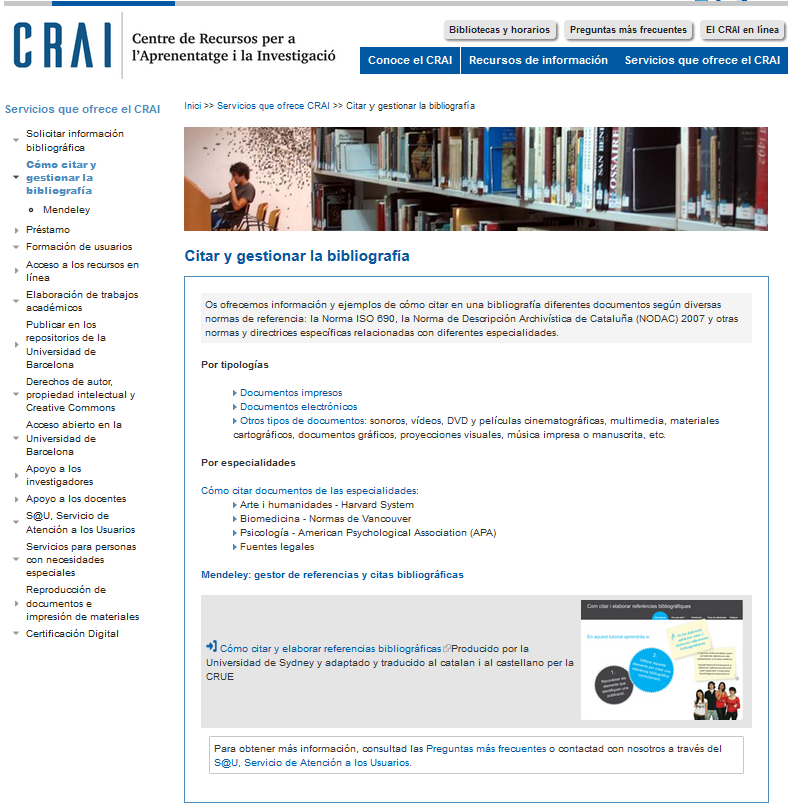 CRAI
Centre de Recursos per a
l'Aprenentatge i la Investigació
Bibliotecas y horarios
Preguntas más frecuentes
El CRAI en línea
Conoce el CRAI
Recursos de información
Servicios que ofrece el CRAI
Servicios que ofrece el CRAI
Solicitar información
bibliográfica
Cómo citar y
gestionar la
bibliografía
Mendeley
Préstamo
Formación de usuarios
Acceso a los recursos en
línea
Elaboración de trabajos
académicos
Publicar en los
repositorios de la
Universidad de
Barcelona
Derechos de autor,
propiedad intelectual y
Creative Commons
Acceso abierto en la
Universidad de
Barcelona
Apoyo a los
investigadores
Apoyo a los docentes
S@U, Servicio de
Atención a los Usuarios
Servicios para personas
con necesidades
especiales
Reproducción de
documentos e
impresión de materiales
Certificación Digital
Inici >> Servicios que ofrece CRAI >> Citar y gestionar la bibliografía
Citar y gestionar la bibliografía
Os ofrecemos información y ejemplos de cómo citar en una bibliografía diferentes documentos según diversas
normas de referencia: la Norma ISO 690, la Norma de Descripción Archivística de Cataluña (NODAC) 2007 y otras
normas y directrices específicas relacionadas con diferentes especialidades.
Por tipologías
Documentos impresos
Documentos electrónicos
Otros tipos de documentos: sonoros, vídeos, DVD y películas cinematográficas, multimedia, materiales
cartográficos, documentos gráficos, proyecciones visuales, música impresa o manuscrita, etc.
Por especialidades
Cómo citar documentos de las especialidades:
Arte i humanidades - Harvard System
Biomedicina - Normas de Vancouver
Psicología - American Psychological Association (APA)
Fuentes legales
Mendeley: gestor de referencias y citas bibliográficas
Cómo citar y elaborar referencias bibliográficas Producido por la
Universidad de Sydney y adaptado y traducido al catalan i al castellano per la
CRUE
Com citar i elaborar referències bibliogràfiques
En aquest tutorial aprendràs a:
1.
2.
Para obtener más información, consultad las Preguntas más frecuentes o contactad con nosotros a través del
S@U, Servicio de Atención a los Usuarios.